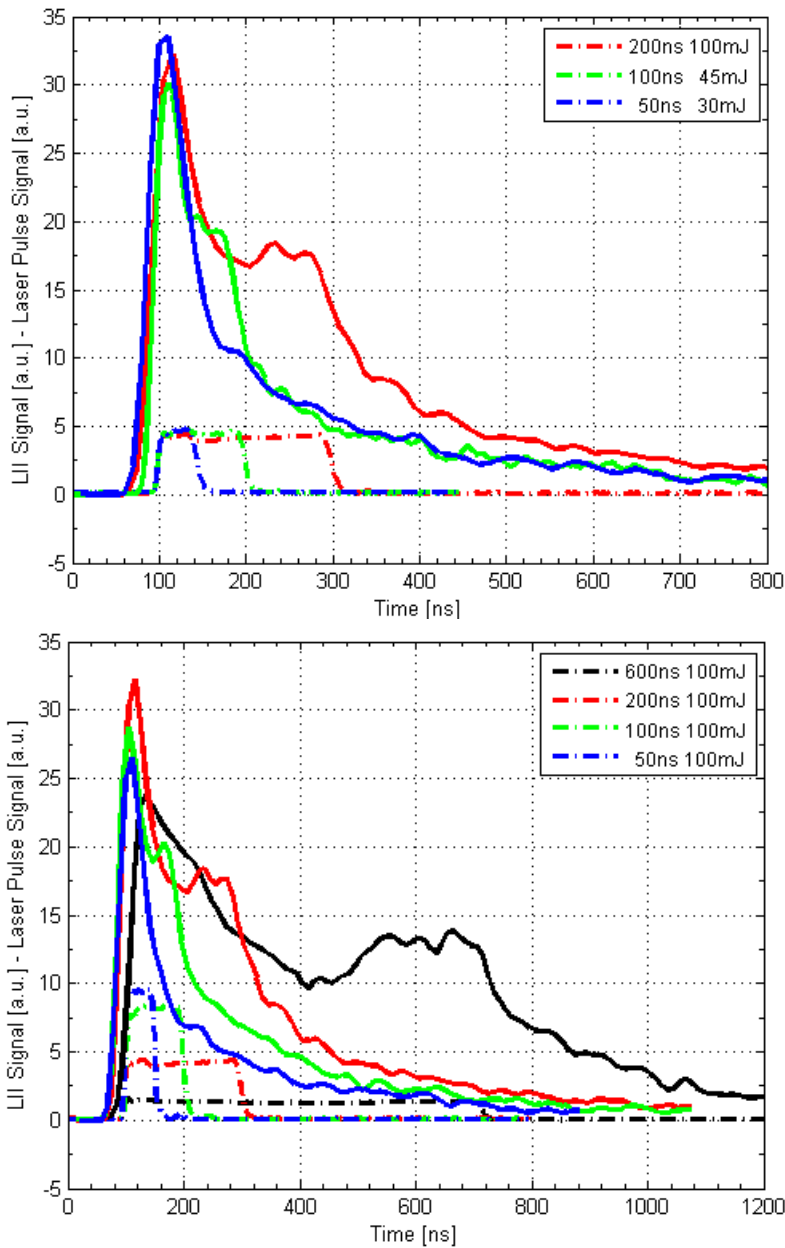 35
30
25
20
15
10
5
0
-5
LII Signal [a.u.] - Laser Pulse Signal [a.u.]
200ns 100mJ
100ns 45mJ
50ns 30mJ
0 100 200 300 400 500 600 700 800
Time [ns]
35
30
25
20
15
10
5
0
-5
LII Signal [a.u.] - Laser Pulse Signal [a.u.]
600ns 100mJ
200ns 100mJ
100ns 100mJ
50ns 100mJ
0 200 400 600 800 1000 1200
Time [ns]